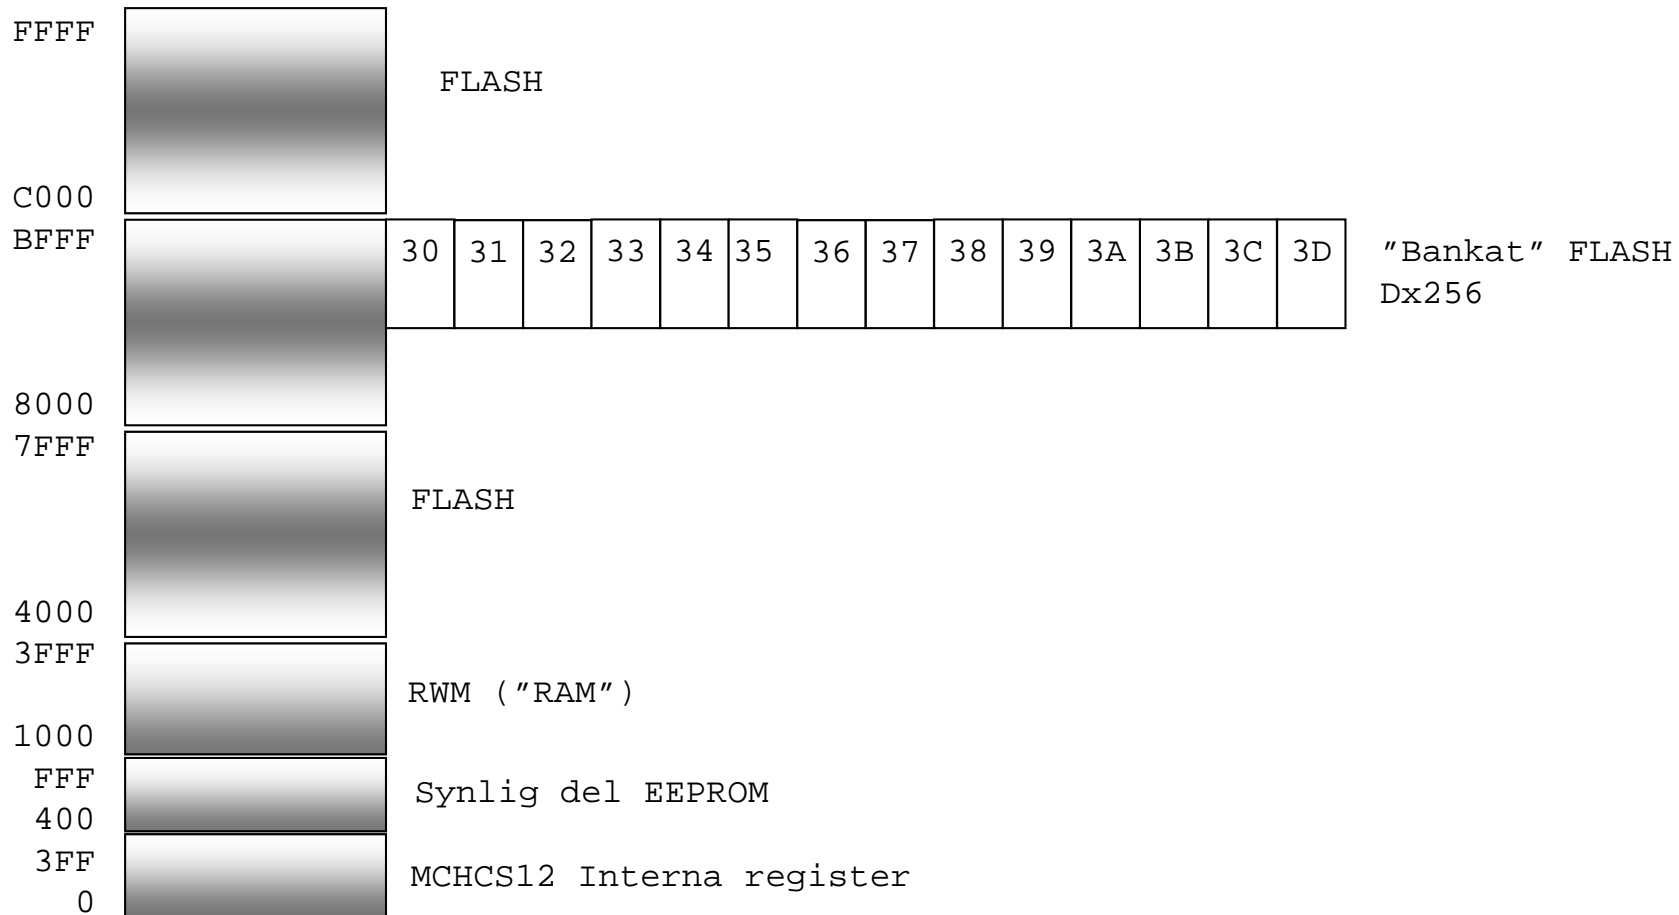 FFFF
FLASH
C000
BFFF
30 31 32 33 34 35 36 37 38 39 3A 3B 3C 3D
″Bankat″ FLASH
Dx256
8000
7FFF
FLASH
4000
3FFF
RWM (″RAM″)
1000
FFF
Synlig del EEPROM
400
3FF
MCHCS12 Interna register
0